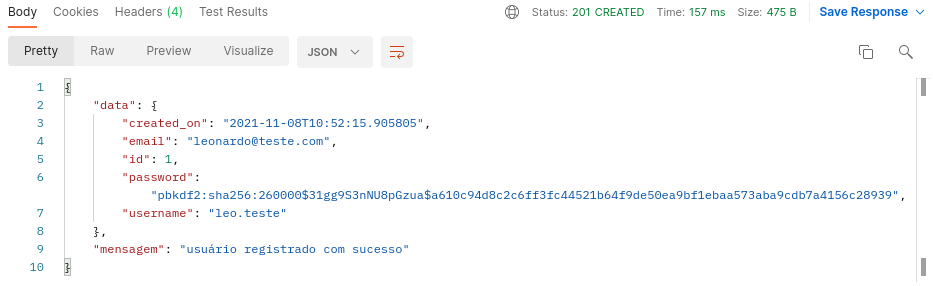 Body Cookies Headers (4) Test Results Status: 201 CREATED Time: 157 ms Size: 475 B Save Response
Pretty Raw Preview Visualize JSON
1 {
2 "data": {
3 "created_on": "2021-11-08T10:52:15.905805",
4 "email": "leonardo@teste.com",
5 "id": 1,
6 "password":
"pbkdf2:sha256:260000$31gg9S3nNU8pGzua$a610c94d8c2c6ff3fc44521b64f9de50ea9bf1ebaa573aba9cdb7a4156c28939",
7 "username": "leo.teste"
8 },
9 "mensagem": "usuário registrado com sucesso"
10 }